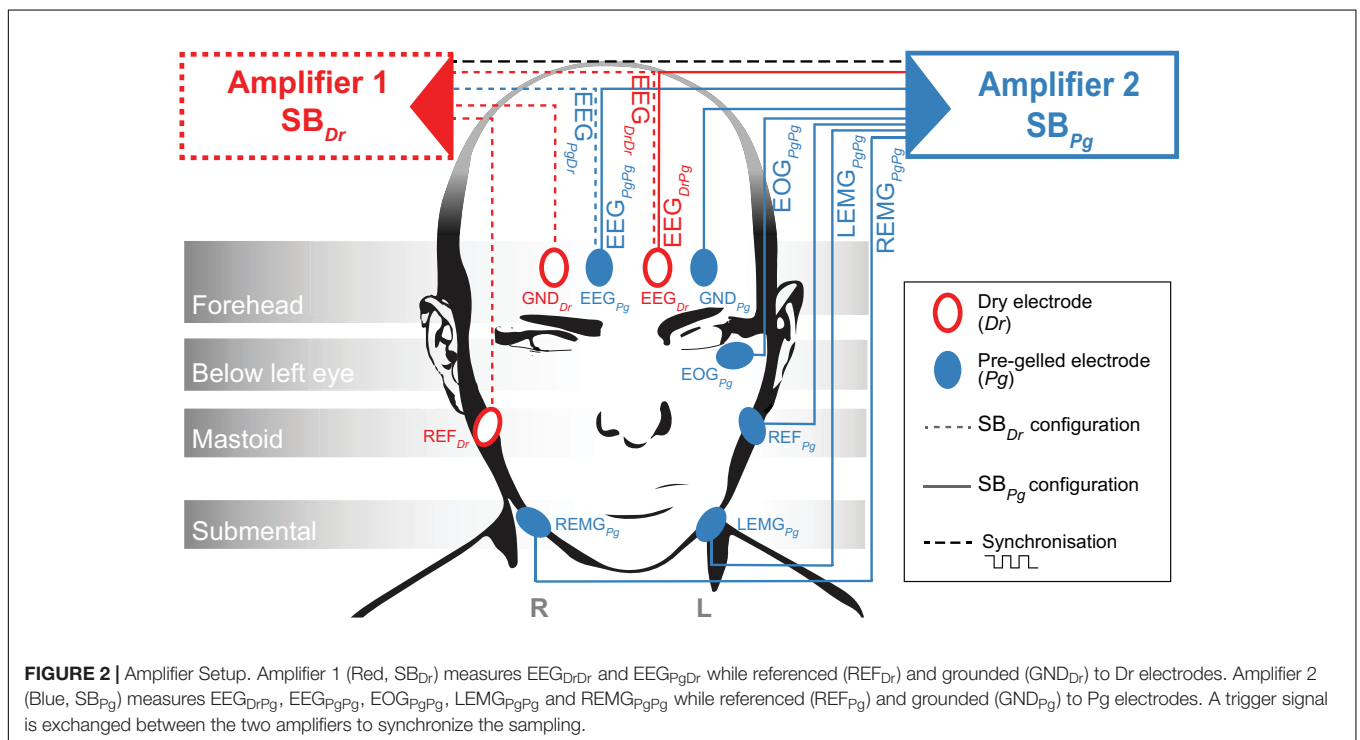 Amplifier 1
SB_Dr
Amplifier 2
SB_Pg
EEG_PgDr
EEG_PgPg
g
EEG_DrDr
EEG_DrPg
EOG_PgPg
LEMG_PgPg
REMG_PgPg
Forehead
GND_Dr
EEG_Pg
EEG_Dr
GND_Pg
Below left eye
EOG_Pg
Mastoid
REF_Dr
REF_Pg
Submental
REMG_Pg
LEMG_Pg
R
L
Dry electrode
(Dr)
Pre-gelled electrode
(Pg)
SB_Dr configuration
SB_Pg configuration
Synchronisation
FIGURE 2 | Amplifier Setup. Amplifier 1 (Red, SB_Dr) measures EEG_DrDr and EEG_PgDr while referenced (REF_Dr) and grounded (GND_Dr) to Dr electrodes. Amplifier 2
(Blue, SB_Pg) measures EEG_DrPg, EEG_PgPg, EOG_PgPg, LEMG_PgPg and REMG_PgPg while referenced (REF_Pg) and grounded (GND_Pg) to Pg electrodes. A trigger signal
is exchanged between the two amplifiers to synchronize the sampling.